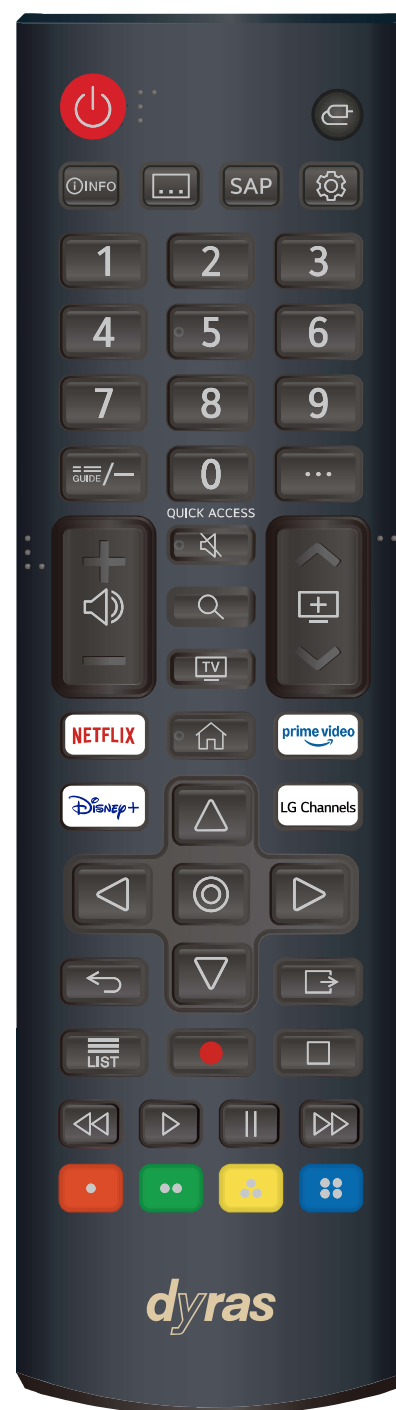 INFO
... SAP
1 2 3
4 5 6
7 8 9
GUIDE/— 0 ...
QUICK ACCESS
TV
NETFLIX prime video
Disney+ LG Channels
LIST
dyras